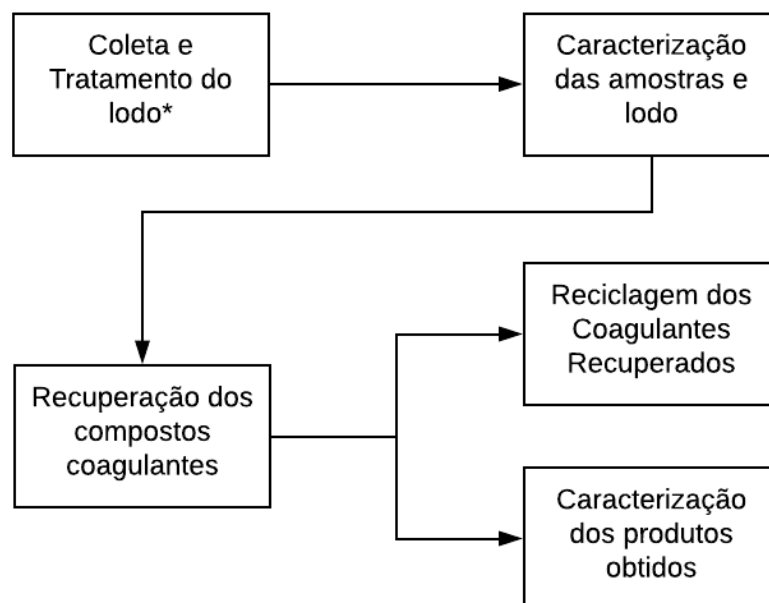 Coleta e
Tratamento do
lodo*
Caracterização
das amostras e
lodo
Recuperação dos
compostos
coagulantes
Reciclagem dos
Coagulantes
Recuperados
Caracterização
dos produtos
obtidos